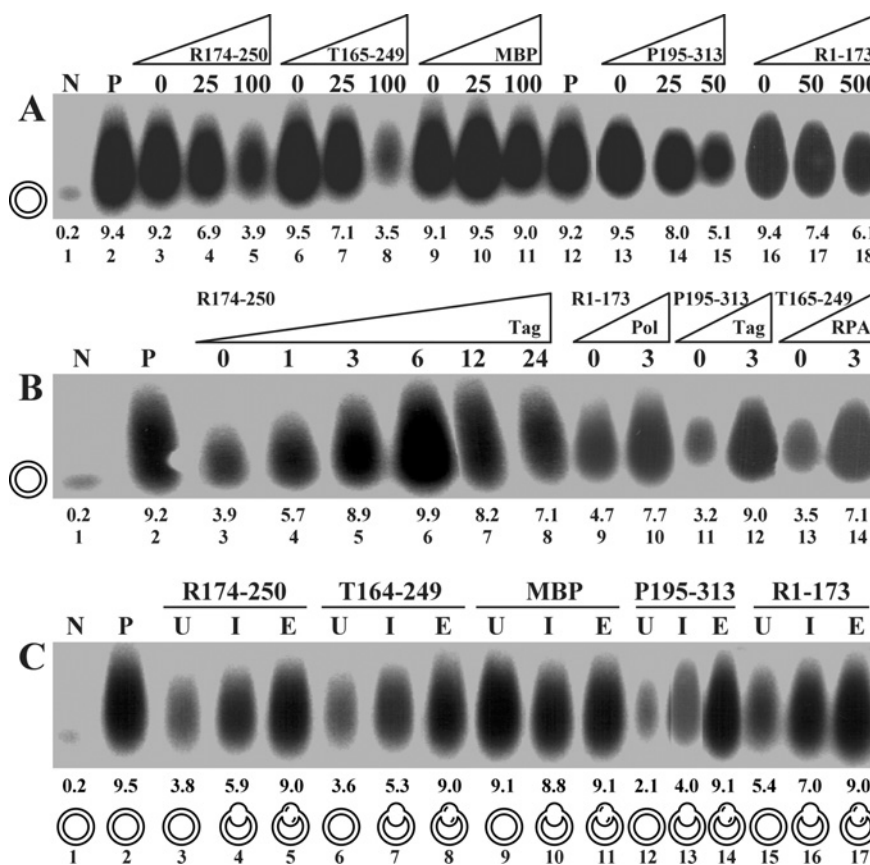 R174-250 T165-249 MBP P195-313 R1-173
N P 0 25 100 0 25 100 0 25 100 P 0 25 50 0 50 500
A
0.2 9.4 9.2 6.9 3.9 9.5 7.1 3.5 9.1 9.5 9.0 9.2 9.5 8.0 5.1 9.4 7.4 6.1
1 2 3 4 5 6 7 8 9 10 11 12 13 14 15 16 17 18
R174-250 R1-173 P195-313 T165-249
Tag Pol Tag RPA
N P 0 1 3 6 12 24 0 3 0 3 0 3
B
0.2 9.2 3.9 5.7 8.9 9.9 8.2 7.1 4.7 7.7 3.2 9.0 3.5 7.1
1 2 3 4 5 6 7 8 9 10 11 12 13 14
R174-250 T164-249 MBP P195-313 R1-173
N P U I E U I E U I E U I E U I E
C
0.2 9.5 3.8 5.9 9.0 3.6 5.3 9.0 9.1 8.8 9.1 2.1 4.0 9.1 5.4 7.0 9.0
1 2 3 4 5 6 7 8 9 10 11 12 13 14 15 16 17